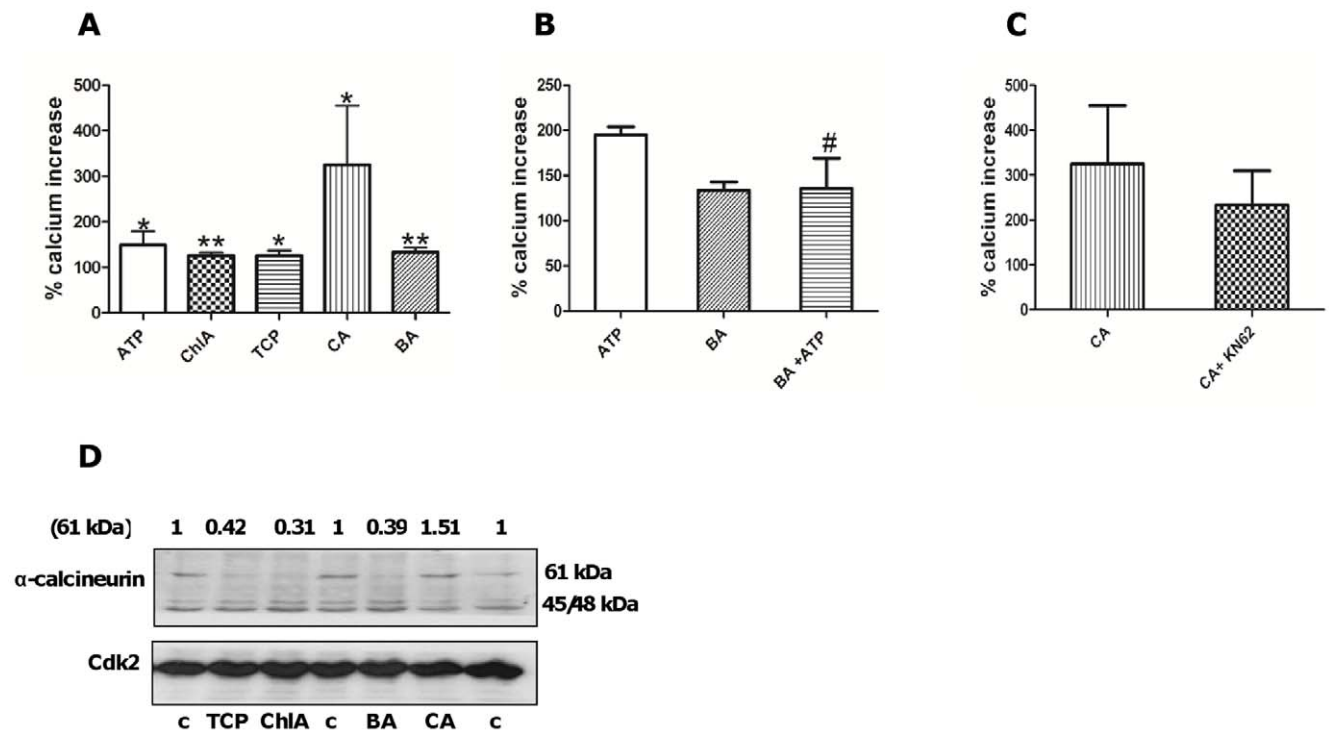 A
% calcium increase
500
400
300
200
100
0
*
**
*
*
**
ATP
ChlA
TCP
CA
BA
B
% calcium increase
250
200
150
100
50
0
#
ATP
BA
BA +ATP
C
% calcium increase
500
400
300
200
100
0
CA
CA+ KN62
D
(61 kDa) 1 0.42 0.31 1 0.39 1.51 1
α-calcineurin
61 kDa
45/48 kDa
Cdk2
c TCP ChlA c BA CA c